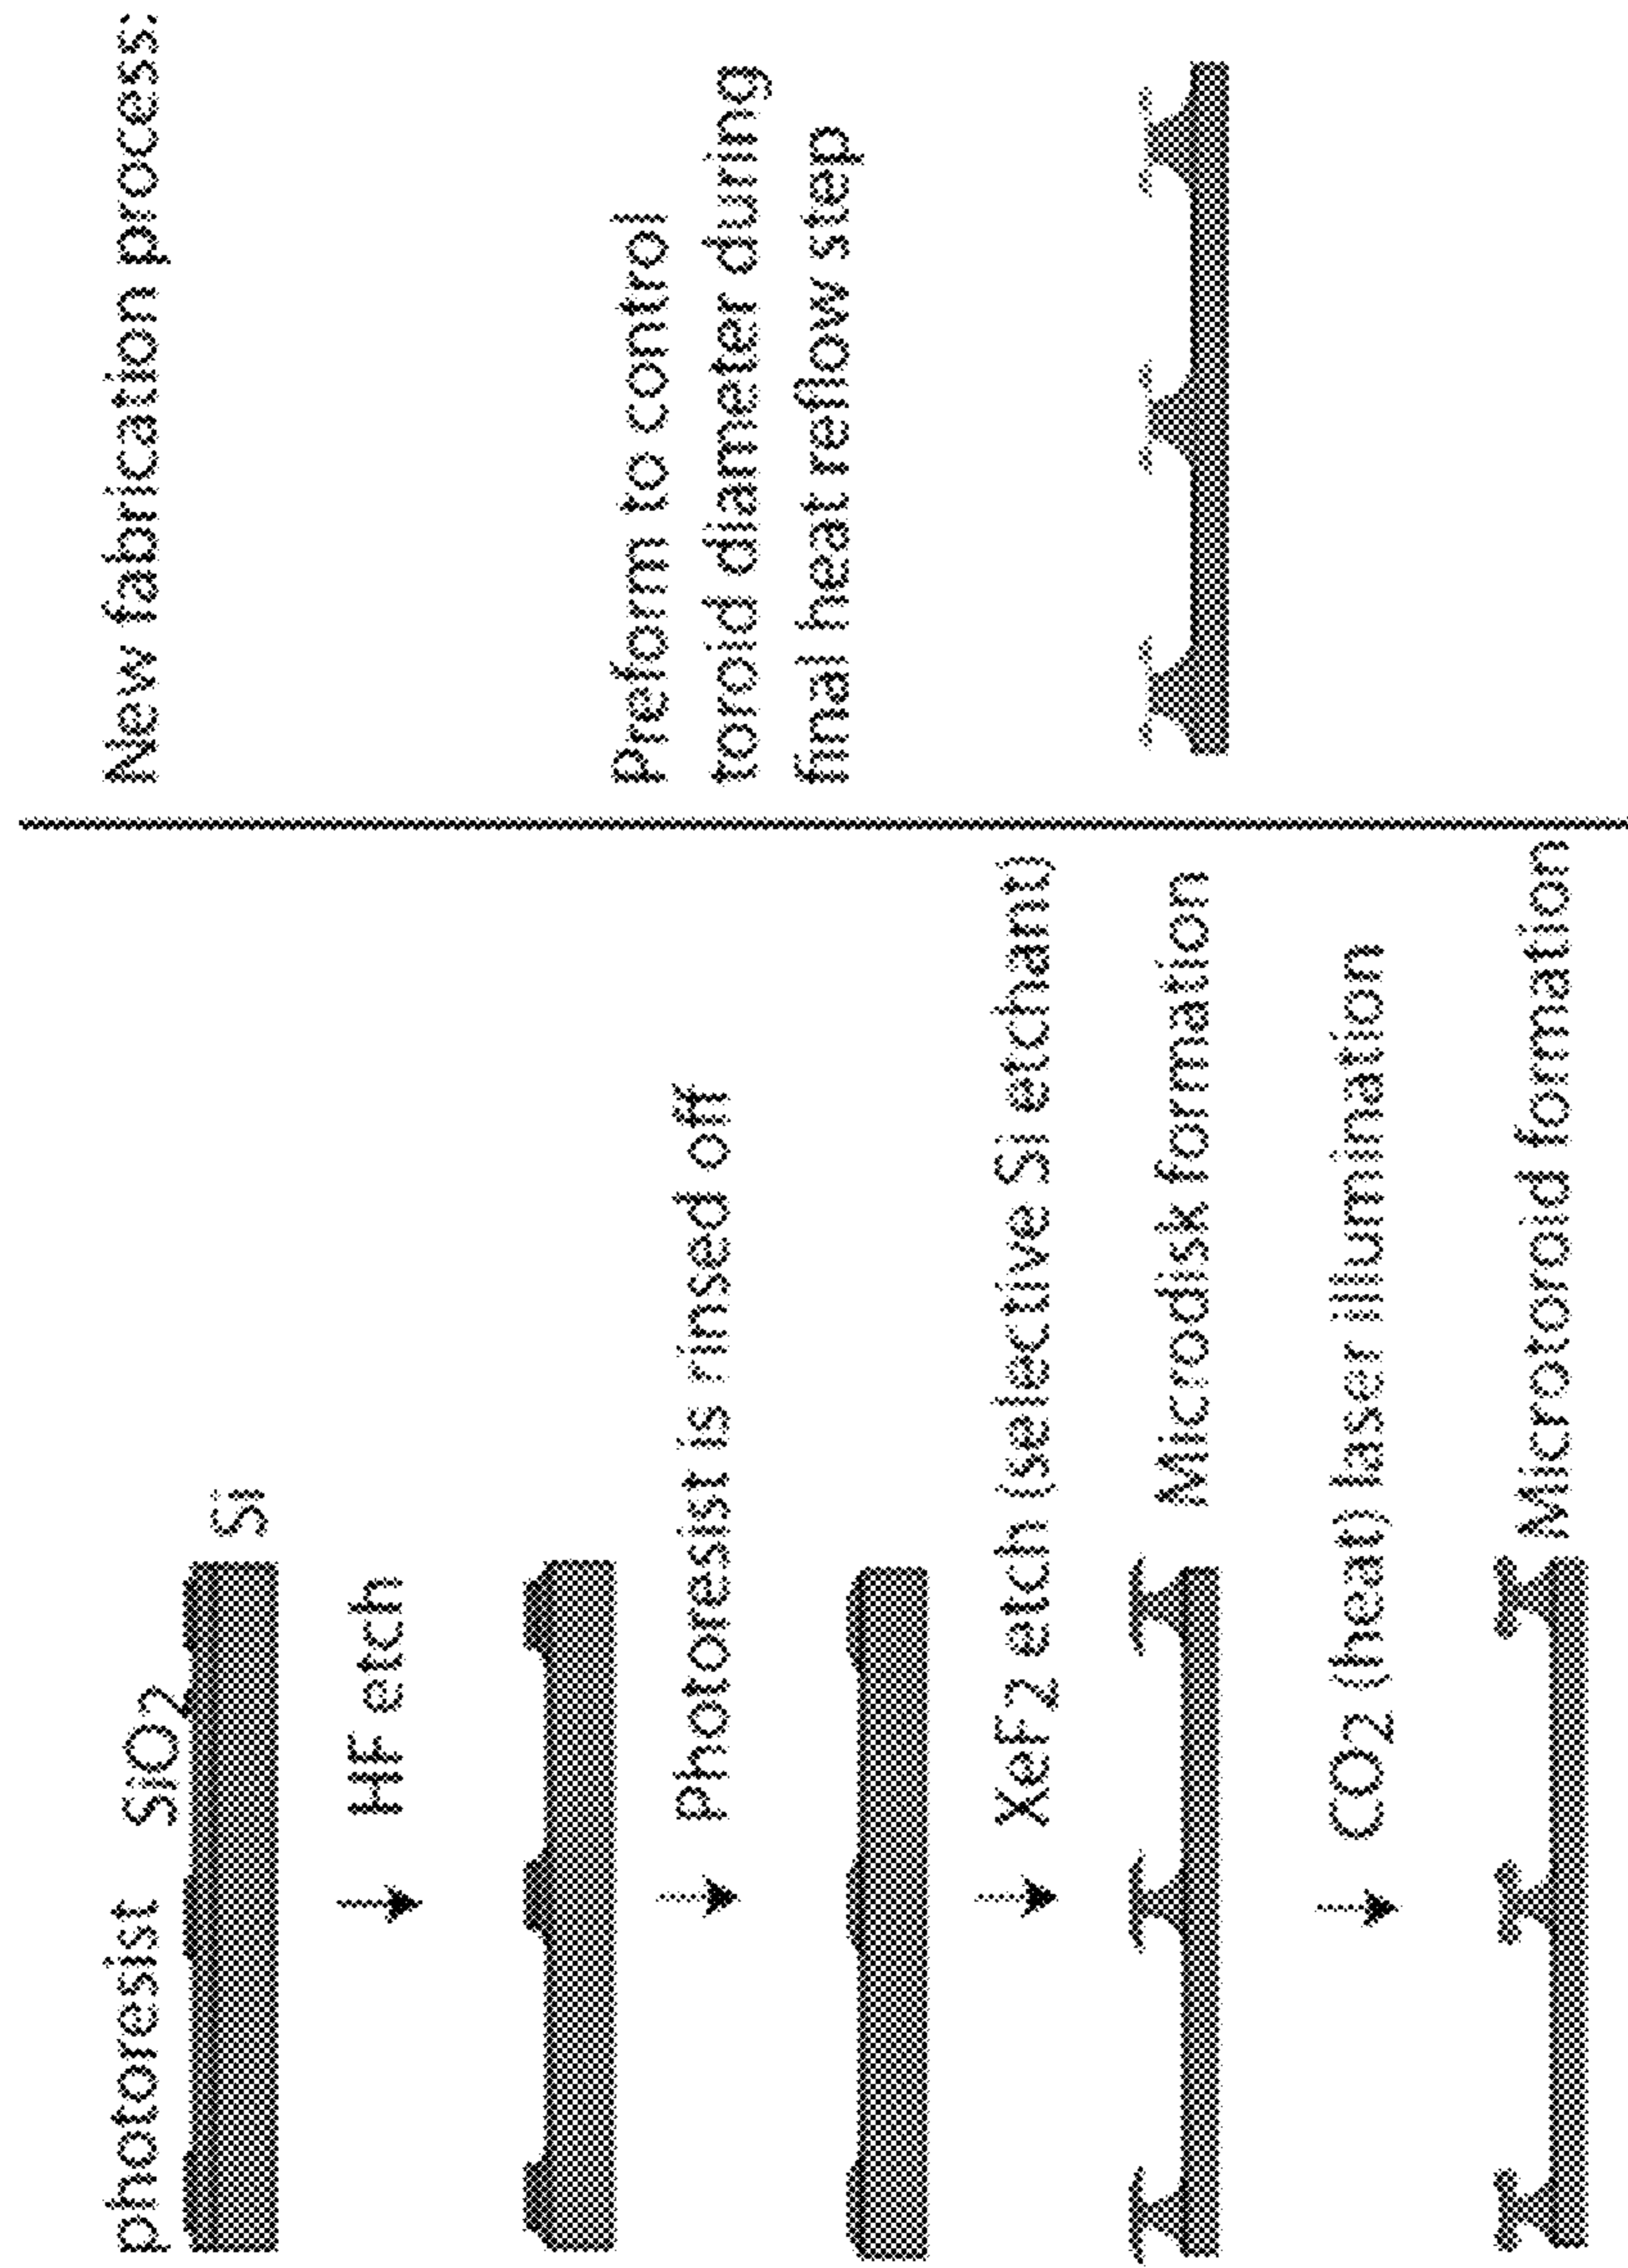 photoresist SiO2
Si
HF etch
Photoresist is rinsed off
XeF2 etch (selective Si etchant)
Microdisk formation
CO2 (heat) laser illumination
Microtoroid formation
New fabrication process:
Preform to control
toroid diameter during
final heat reflow step